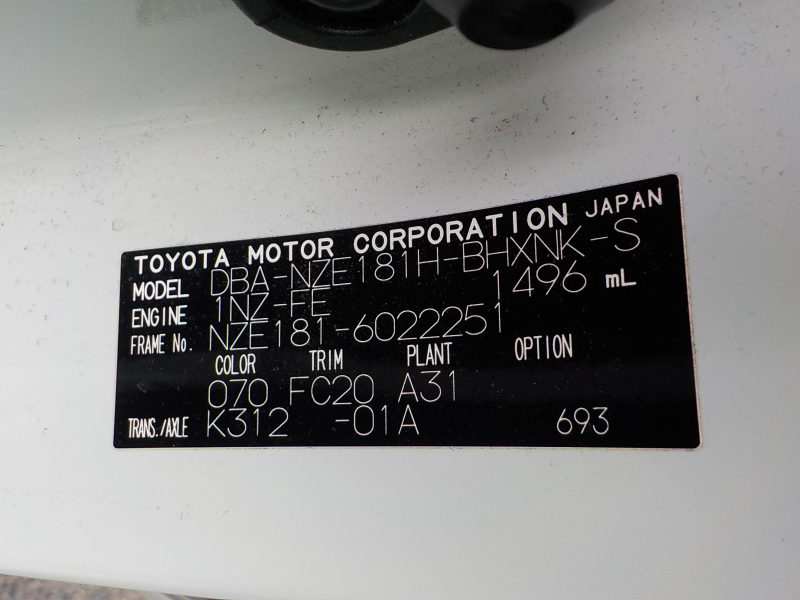 TOYOTA MOTOR CORPORATION JAPAN
MODEL DBA-NZE181H-BHXNK-S
ENGINE 1NZ-FE 1496 mL
FRAME No. NZE181-6022251
COLOR TRIM PLANT OPTION
070 FC20 A31
TRANS./AXLE K312 -01A 693